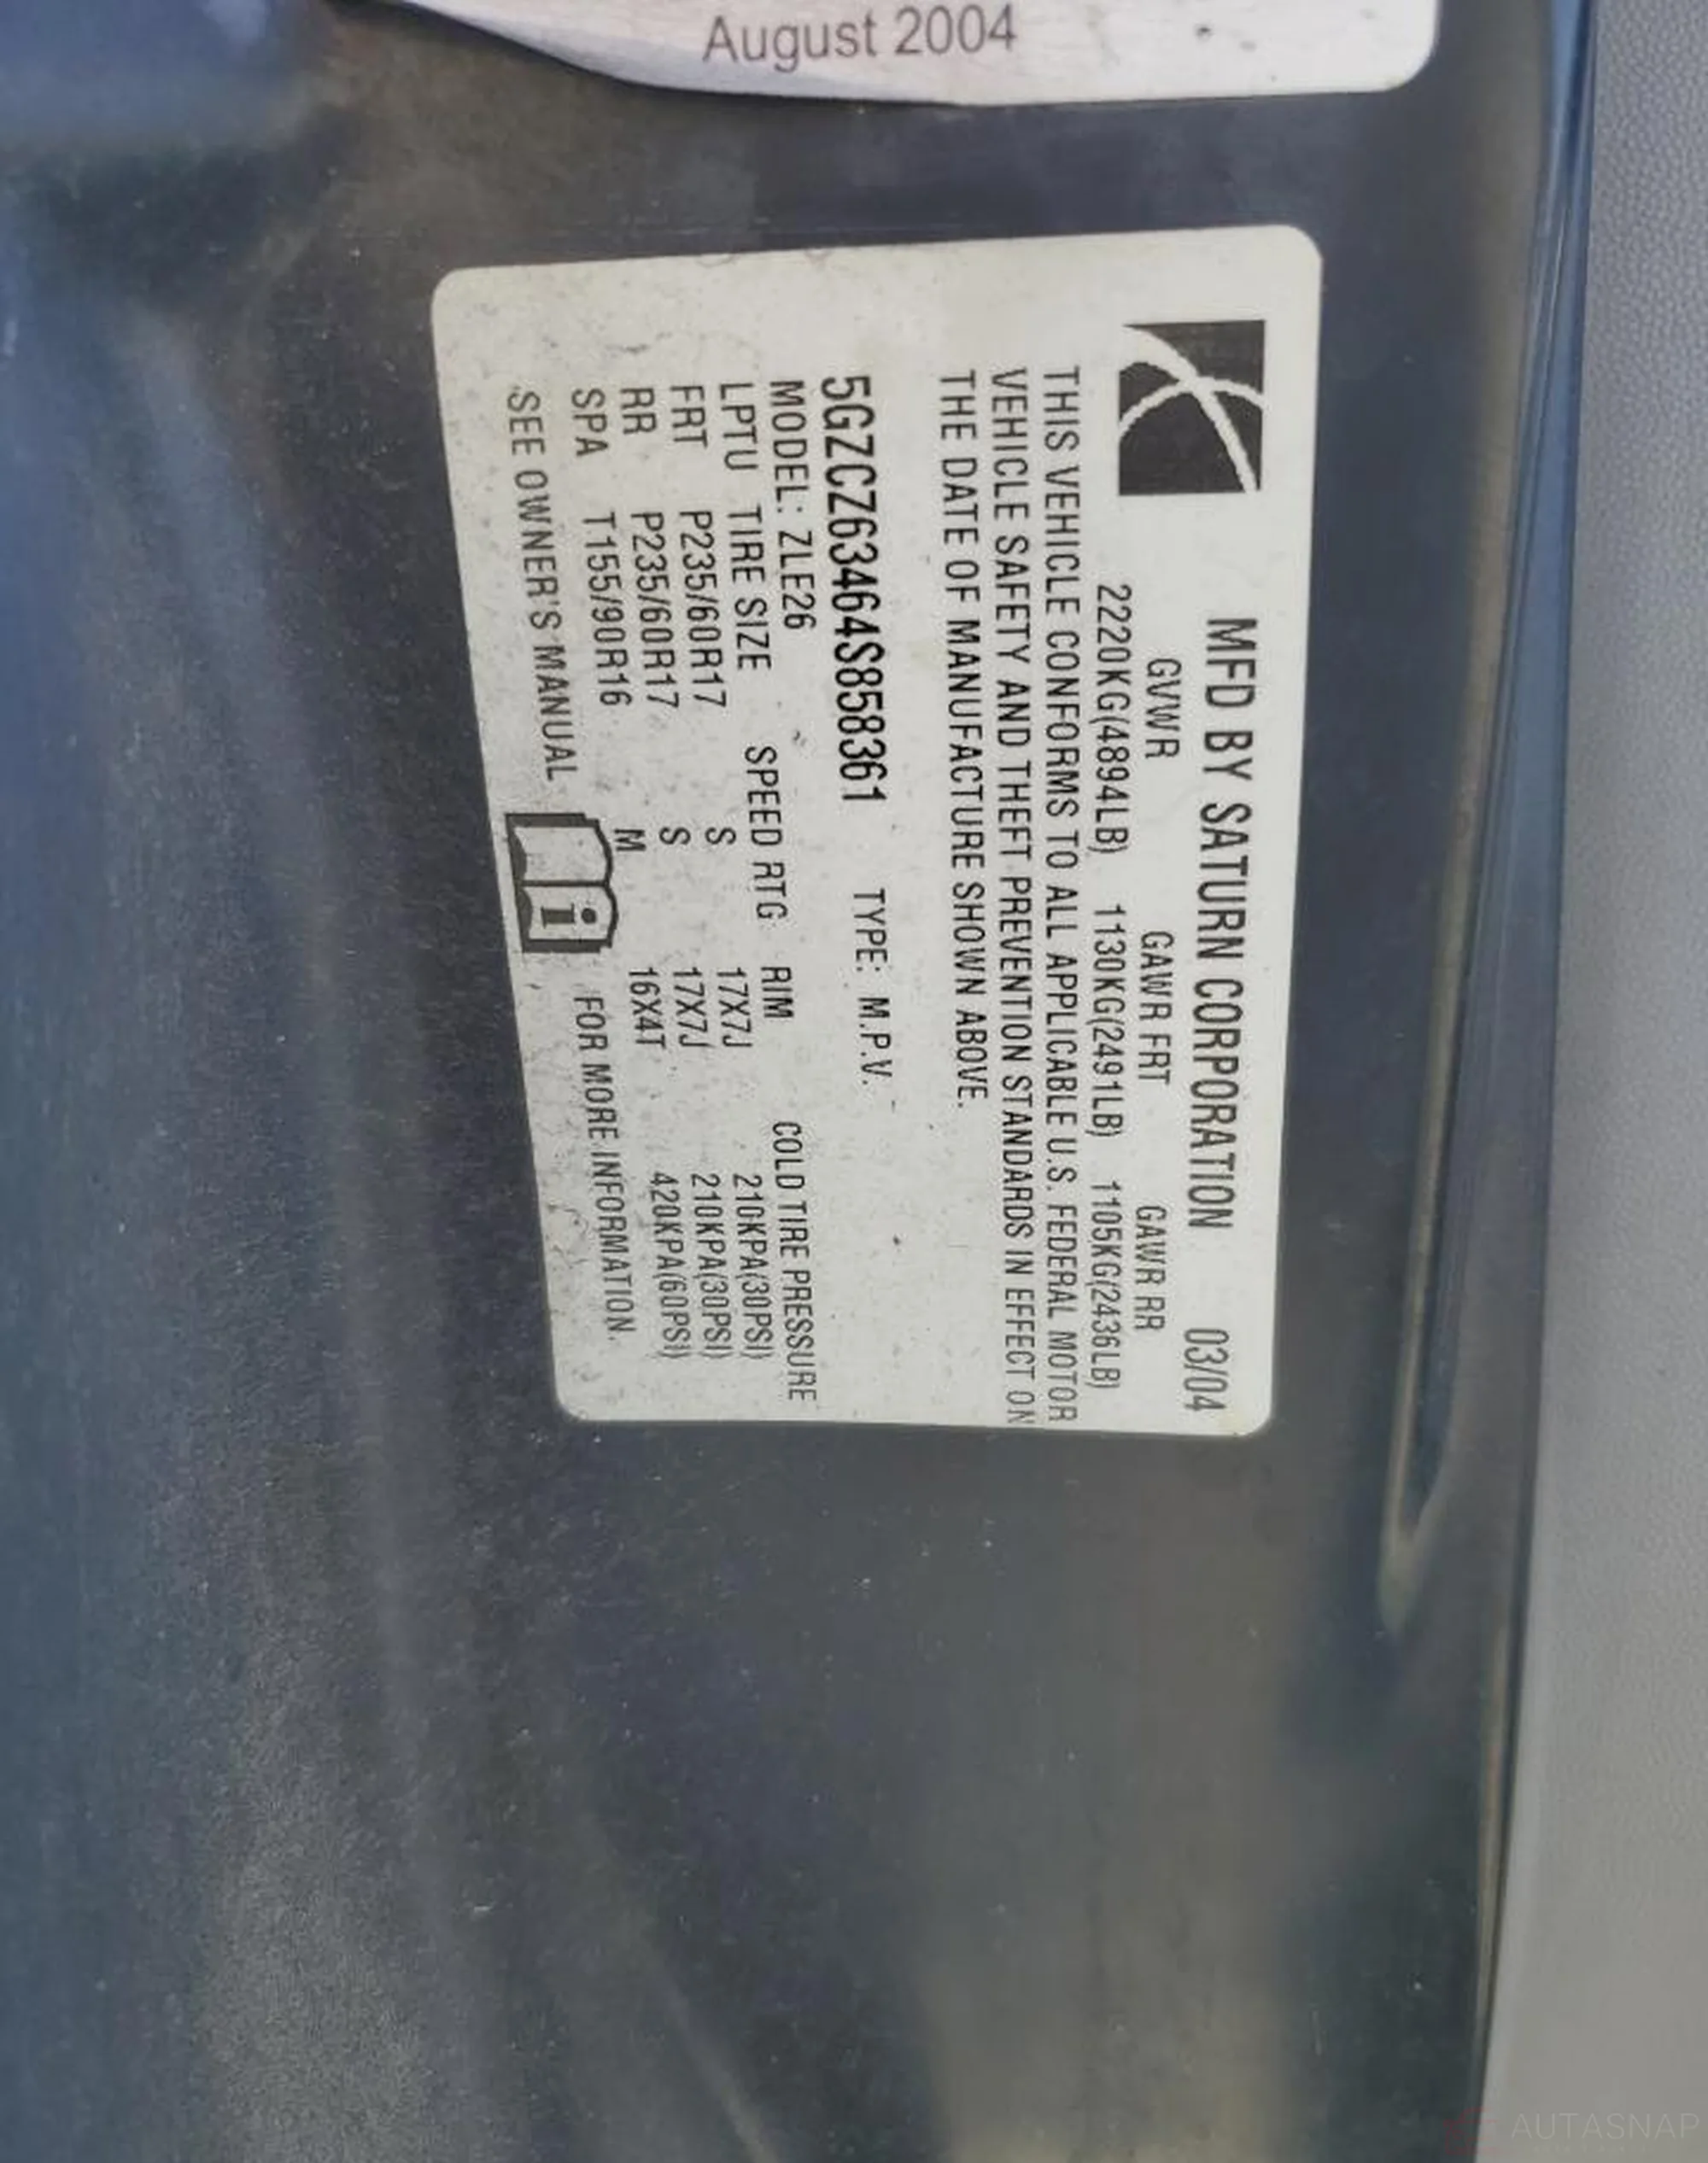 August 2004
MFD BY SATURN CORPORATION 03/04
GVWR GAWR FRT GAWR RR
2220KG(4894LB) 1130KG(2491LB) 1105KG(2436LB)
THIS VEHICLE CONFORMS TO ALL APPLICABLE U.S. FEDERAL MOTOR
VEHICLE SAFETY AND THEFT PREVENTION STANDARDS IN EFFECT ON
THE DATE OF MANUFACTURE SHOWN ABOVE.
5GZCZ63464S858361 TYPE: M.P.V.
MODEL: ZLE26
LPTU TIRE SIZE SPEED RTG RIM COLD TIRE PRESSURE
FRT P235/60R17 S 17X7J 210KPA(30PSI)
RR P235/60R17 S 17X7J 210KPA(30PSI)
SPA T155/90R16 M 16X4T 420KPA(60PSI)
SEE OWNER'S MANUAL i FOR MORE INFORMATION.
AUTASNAP